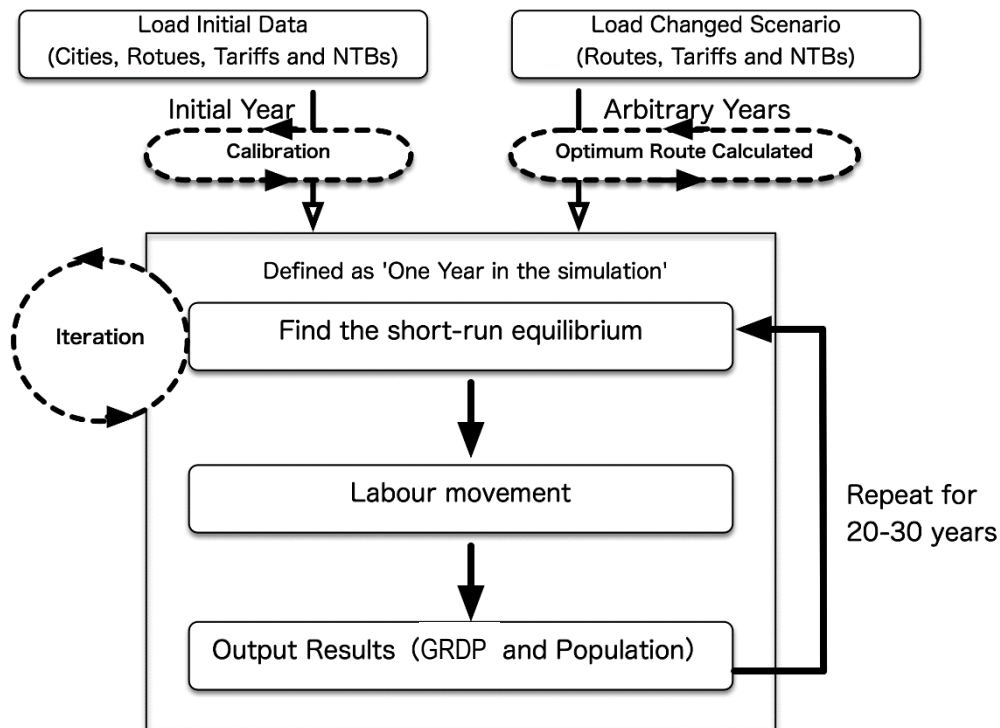 Load Initial Data
(Cities, Rotues, Tariffs and NTBs)
Load Changed Scenario
(Routes, Tariffs and NTBs)
Initial Year
Calibration
Arbitrary Years
Optimum Route Calculated
Defined as 'One Year in the simulation'
Iteration
Find the short-run equilibrium
Labour movement
Repeat for
20-30 years
Output Results（GRDP and Population）